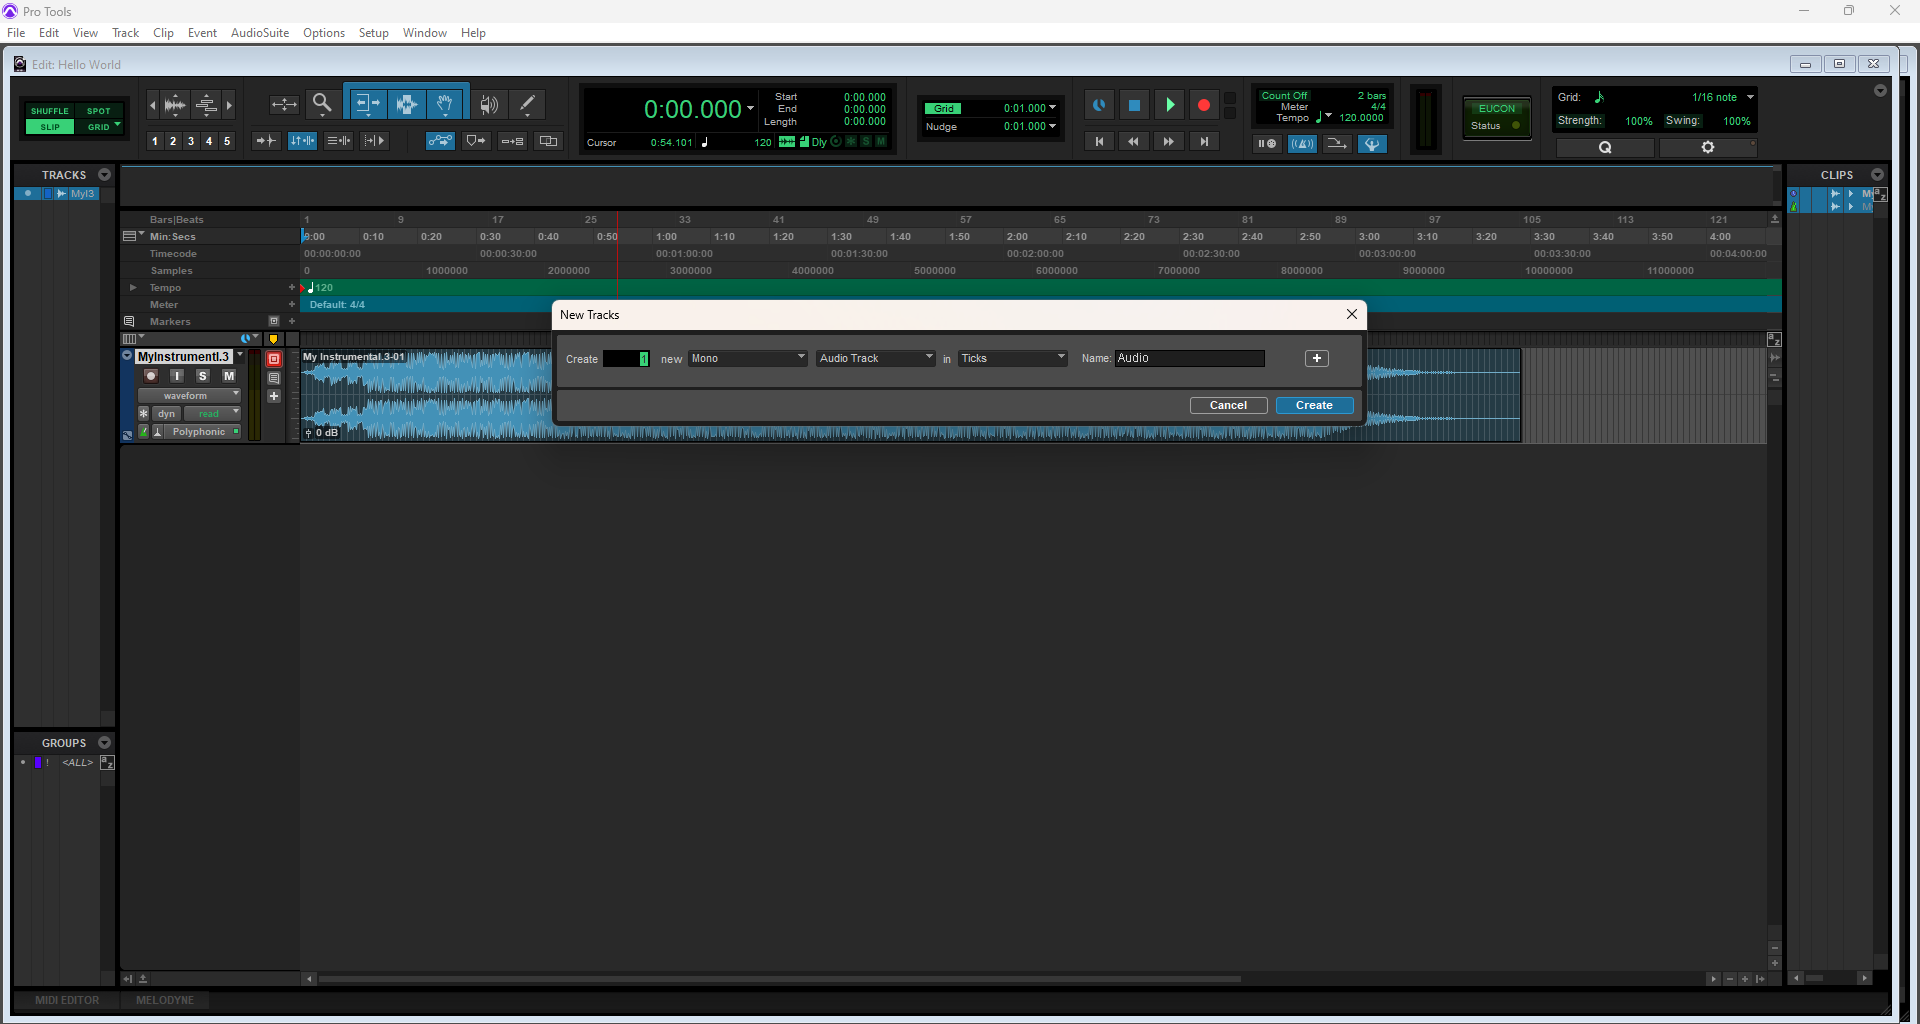 Pro Tools
File Edit View Track Clip Event AudioSuite Options Setup Window Help
Edit: Hello World
SHUFFLE SPOT
SLIP GRID
1 2 3 4 5
0:00.000
Start 0:00.000
End 0:00.000
Length 0:00.000
Cursor 0:54.101 120 Dly S M
Grid 0:01.000
Nudge 0:01.000
Count Off 2 bars
Meter 4/4
Tempo 120.0000
EUCON
Status
Grid: 1/16 note
Strength: 100% Swing: 100%
Q
TRACKS
MyI3
CLIPS
Bars|Beats 1 9 17 25 33 41 49 57 65 73 81 89 97 105 113 121
Min:Secs 0:00 0:10 0:20 0:30 0:40 0:50 1:00 1:10 1:20 1:30 1:40 1:50 2:00 2:10 2:20 2:30 2:40 2:50 3:00 3:10 3:20 3:30 3:40 3:50 4:00
Timecode 00:00:00:00 00:00:30:00 00:01:00:00 00:01:30:00 00:02:00:00 00:02:30:00 00:03:00:00 00:03:30:00 00:04:00:00
Samples 0 1000000 2000000 3000000 4000000 5000000 6000000 7000000 8000000 9000000 10000000 11000000
Tempo + 120
Meter + Default: 4/4
Markers +
MyInstrumentl.3
I S M
waveform
dyn read
Polyphonic
My Instrumental.3-01
0 dB
New Tracks
Create 1 new Mono Audio Track in Ticks Name: Audio +
Cancel Create
GROUPS
! <ALL> a z
MIDI EDITOR MELODYNE